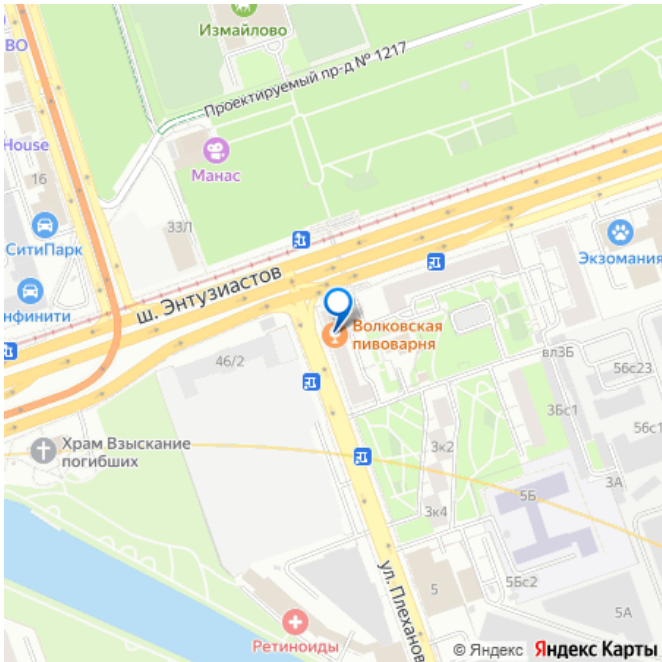 Измайлово
ВО
Проектируемый пр-д № 1217
House
Манас
16
33Л
СитиПарк
Экзомания
ш. Энтузиастов
нфинити
Волковская
пивоварня
вл3Б
46/2
56с23
3Бс1
56с1
Храм Взыскание
погибших
3к2
3А
5Б
3к4
ул. Плеханов
5
5Бс2
5А
Ретиноиды
© Яндекс Яндекс Карты